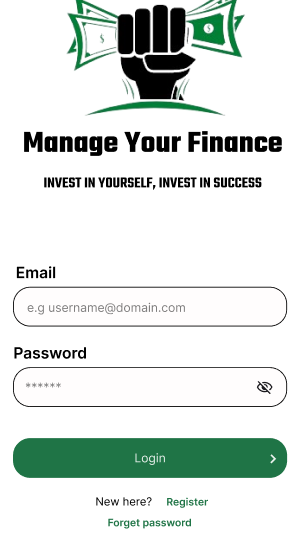 $
$
Manage Your Finance
INVEST IN YOURSELF, INVEST IN SUCCESS
Email
e.g username@domain.com
Password
******
Login
New here? Register
Forget password